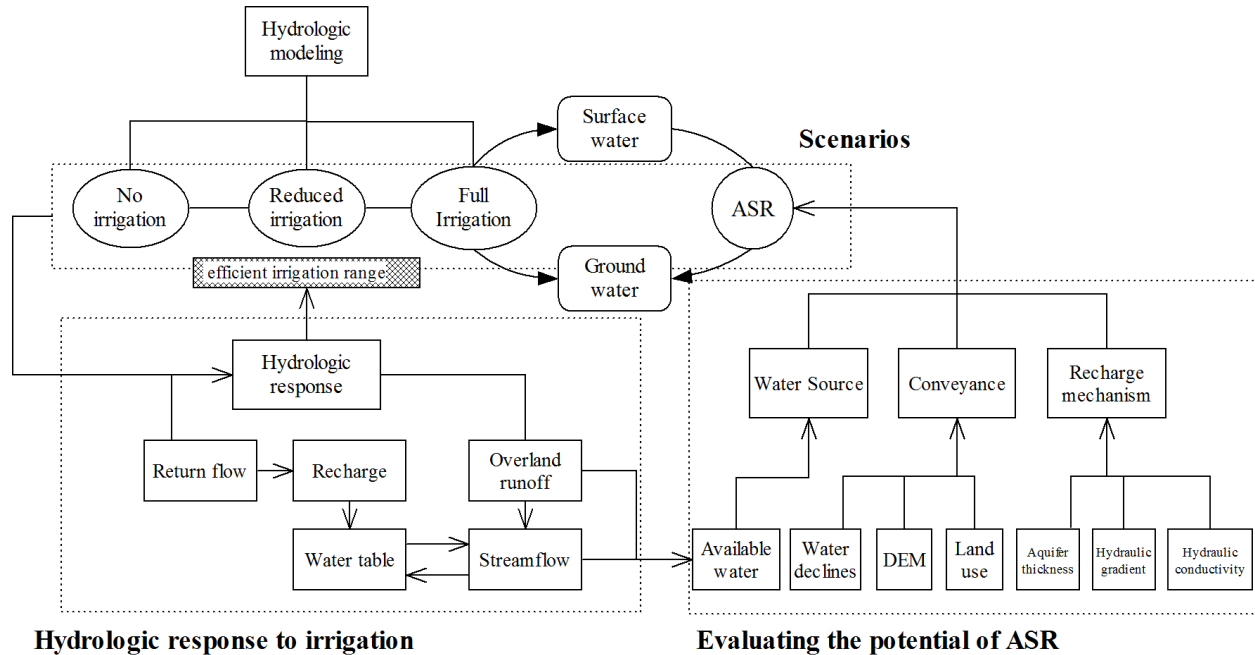 Hydrologic
modeling
Surface
water
Scenarios
No
irrigation
Reduced
irrigation
Full
Irrigation
ASR
efficient irrigation range
Ground
water
Hydrologic
response
Water Source
Conveyance
Recharge
mechanism
Return flow
Recharge
Overland
runoff
Water table
Streamflow
Available
water
Water
declines
DEM
Land
use
Aquifer
thickness
Hydraulic
gradient
Hydraulic
conductivity
Hydrologic response to irrigation
Evaluating the potential of ASR